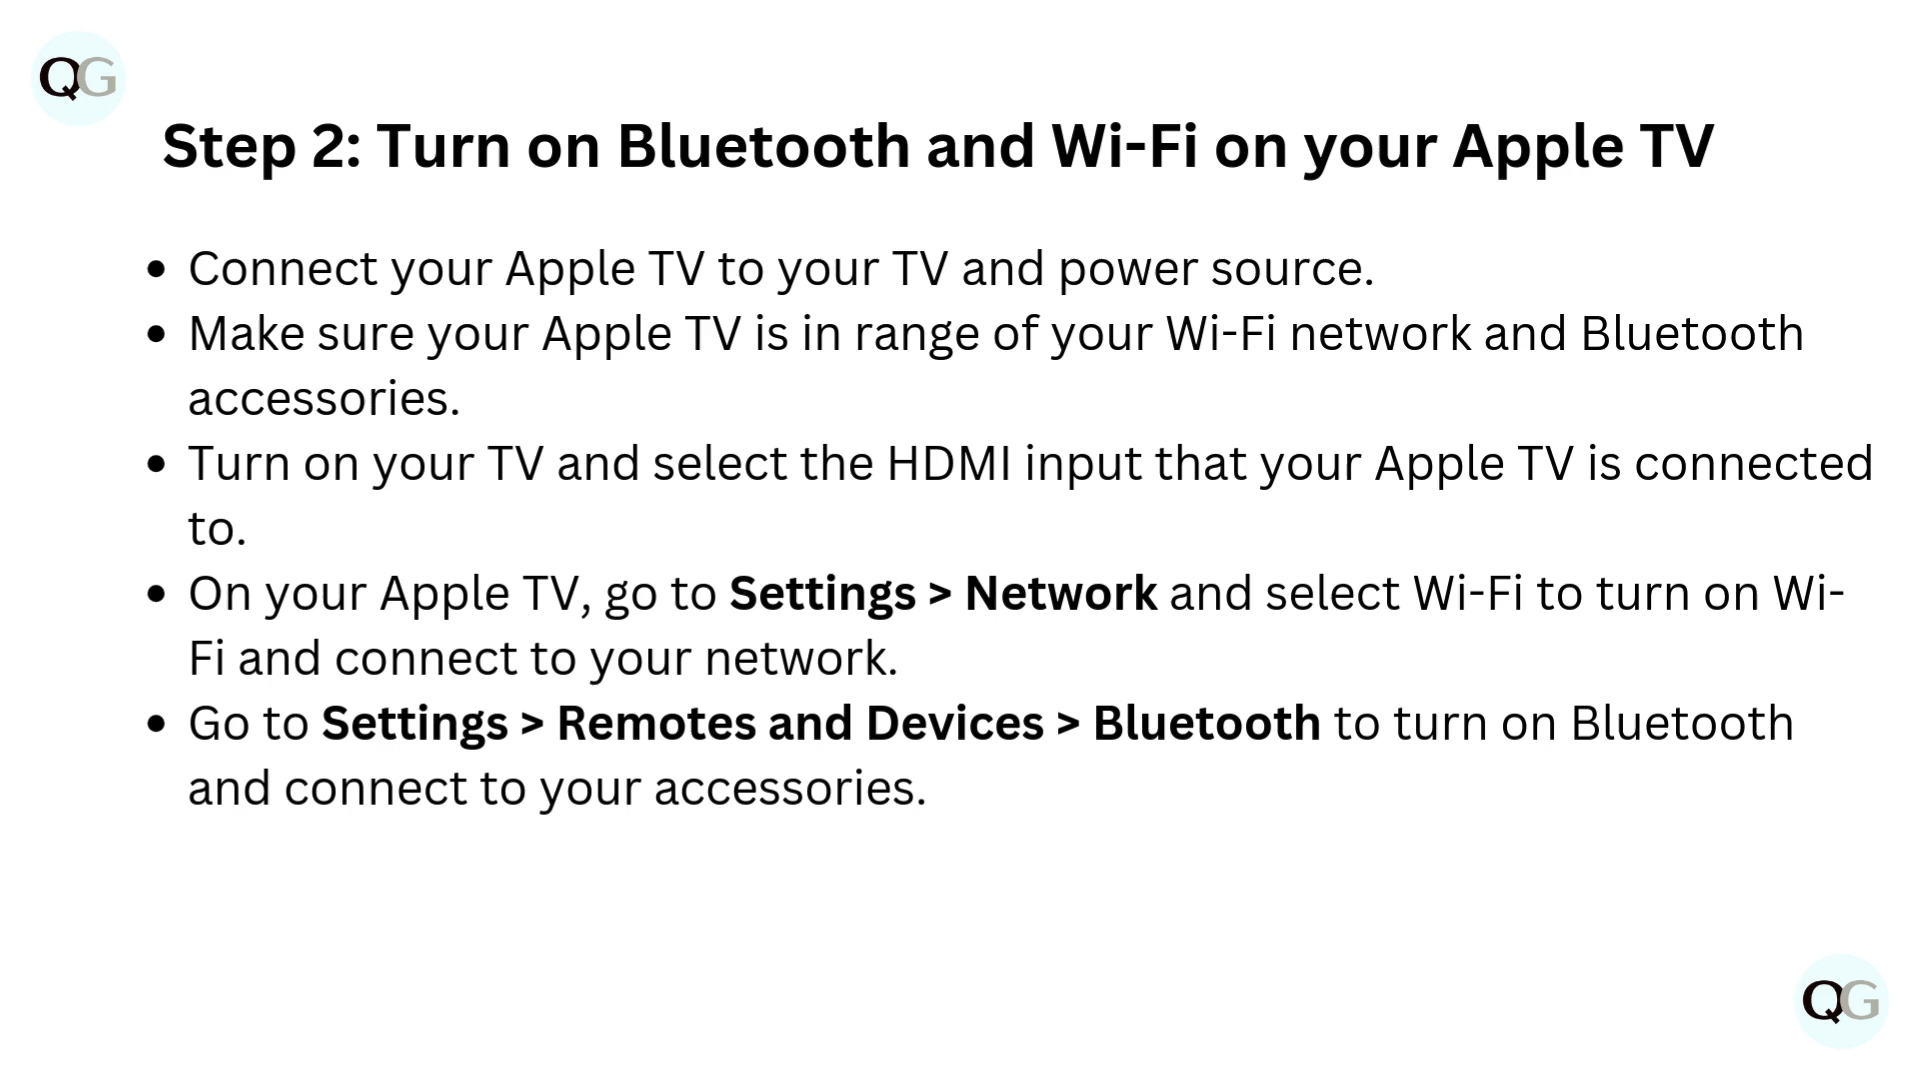 QG
Step 2: Turn on Bluetooth and Wi-Fi on your Apple TV
• Connect your Apple TV to your TV and power source.
• Make sure your Apple TV is in range of your Wi-Fi network and Bluetooth
accessories.
• Turn on your TV and select the HDMI input that your Apple TV is connected
to.
• On your Apple TV, go to Settings > Network and select Wi-Fi to turn on Wi-
Fi and connect to your network.
• Go to Settings > Remotes and Devices > Bluetooth to turn on Bluetooth
and connect to your accessories.
QG